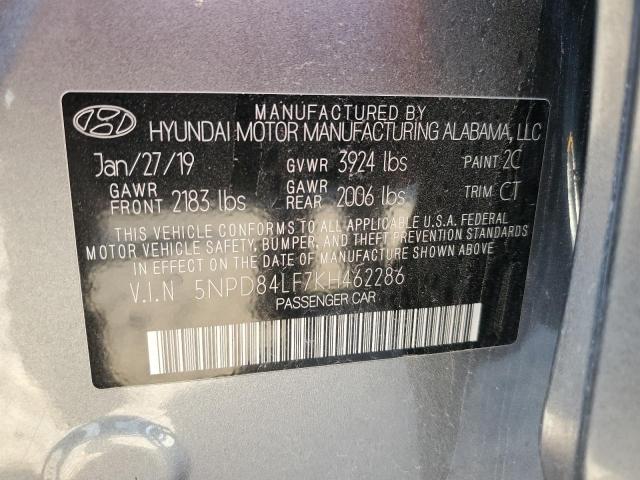 MANUFACTURED BY
HYUNDAI MOTOR MANUFACTURING ALABAMA, LLC
Jan/27/19 GVWR 3924 lbs PAINT 2C
GAWR FRONT 2183 lbs GAWR REAR 2006 lbs TRIM CT
THIS VEHICLE CONFORMS TO ALL APPLICABLE U.S.A. FEDERAL
MOTOR VEHICLE SAFETY, BUMPER, AND THEFT PREVENTION STANDARDS
IN EFFECT ON THE DATE OF MANUFACTURE SHOWN ABOVE.
V.I.N 5NPD84LF7KH462286
PASSENGER CAR